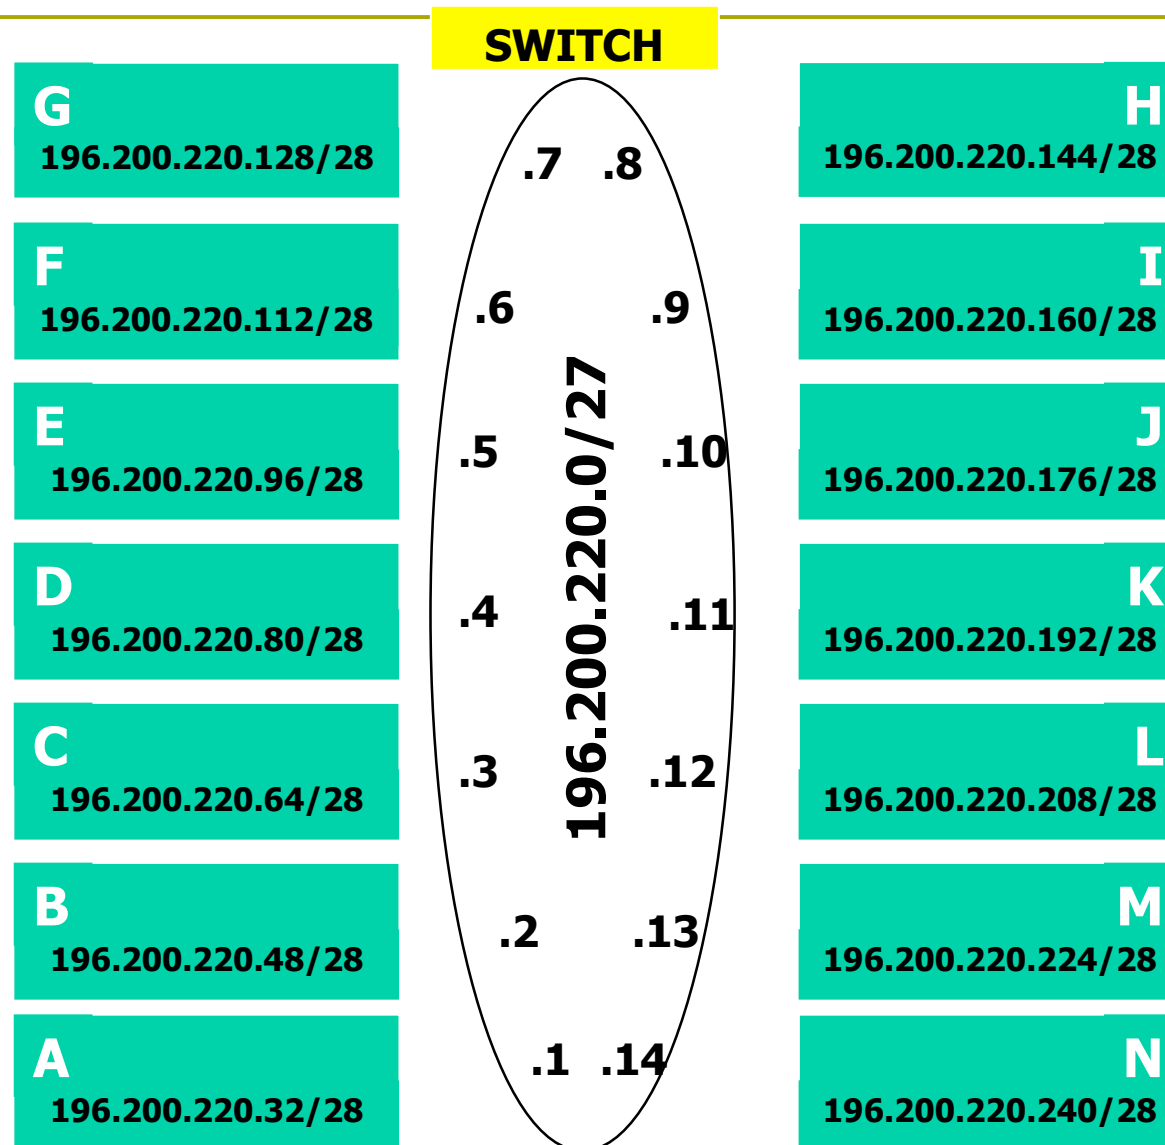 SWITCH
G
196.200.220.128/28
.7 .8
H
196.200.220.144/28
F
196.200.220.112/28
.6 .9
I
196.200.220.160/28
E
196.200.220.96/28
.5 .10
J
196.200.220.176/28
196.200.220.0/27
D
196.200.220.80/28
.4 .11
K
196.200.220.192/28
C
196.200.220.64/28
.3 .12
L
196.200.220.208/28
B
196.200.220.48/28
.2 .13
M
196.200.220.224/28
A
196.200.220.32/28
.1 .14
N
196.200.220.240/28